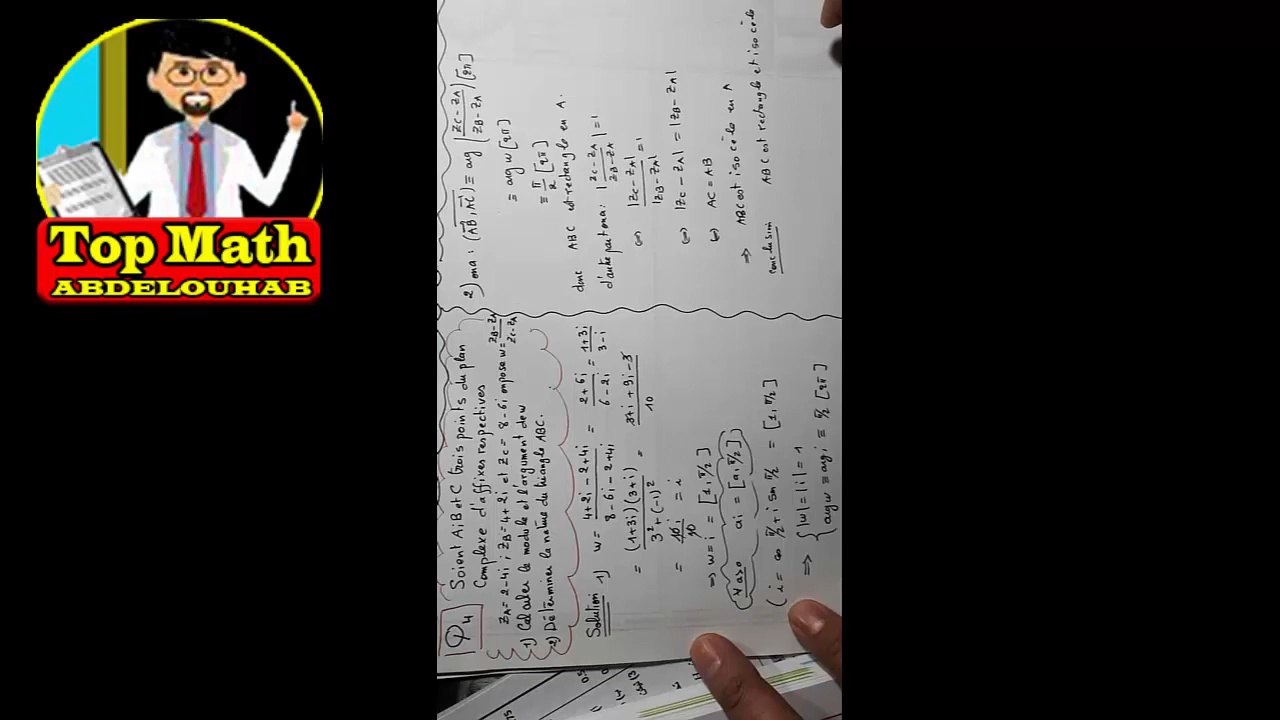 Top Math
ABDELOUHAB
Q4
Soient A; B et C trois points du plan
Complexe d'affixes respectives
zA = 2-4i ; zB = 4+2i et zC = 8-6i on pose w = zB-zA / zC-zA
1) Calculer le module et l'argument de w
2) Déterminer la nature du triangle ABC.
Solution 1) w = 4+2i-2+4i / 8-6i-2+4i = 2+6i / 6-2i = 1+3i / 3-i
= (1+3i)(3+i) / 3²+(-1)² = 3+i+9i-3 / 10
= 10i / 10 = i
⇒ w = i = [1, π/2]
∀a>0 ai = [a, π/2]
(i = cos π/2 + i sin π/2 = [1, π/2]
⇒ { |w| = |i| = 1
arg w ≡ arg i ≡ π/2 [2π]
2) on a : (AB, AC) ≡ arg (zC-zA / zB-zA) [2π]
≡ arg w [2π]
≡ π/2 [2π]
donc ABC est rectangle en A.
d'autre part on a : |zC-zA / zB-zA| = 1
⇔ |zC-zA| / |zB-zA| = 1
⇔ |zC-zA| = |zB-zA|
⇔ AC = AB
⇒ ABC est isocèle en A
conclusion
ABC est rectangle et isocèle